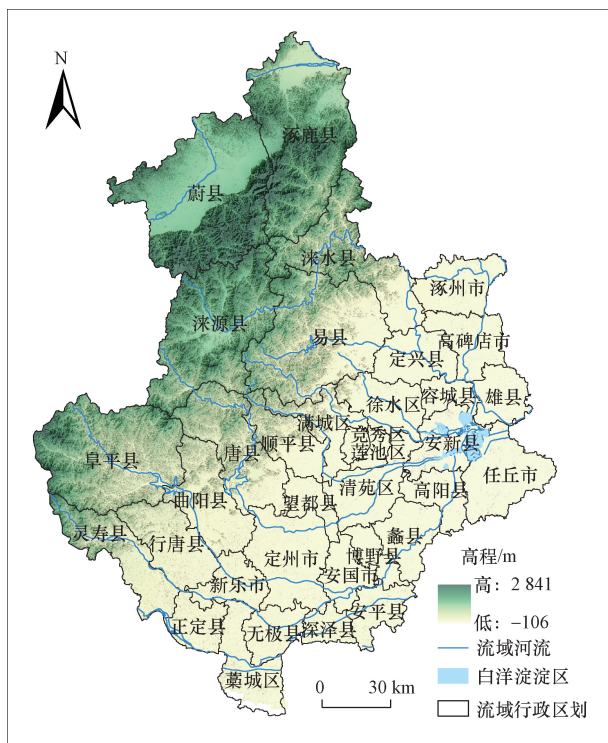 N
涿鹿县
蔚县
涞水县
涿州市
涞源县
易县
高碑店市
定兴县
容城县
雄县
徐水区
满城区
竞秀区
安新县
莲池区
顺平县
唐县
阜平县
任丘市
清苑区
高阳县
曲阳县
望都县
灵寿县
行唐县
蠡县
定州市
博野县
安国市
新乐市
安平县
正定县
无极县
深泽县
藁城区
高程/m
高：2 841
低：−106
流域河流
白洋淀淀区
流域行政区划
0 30 km